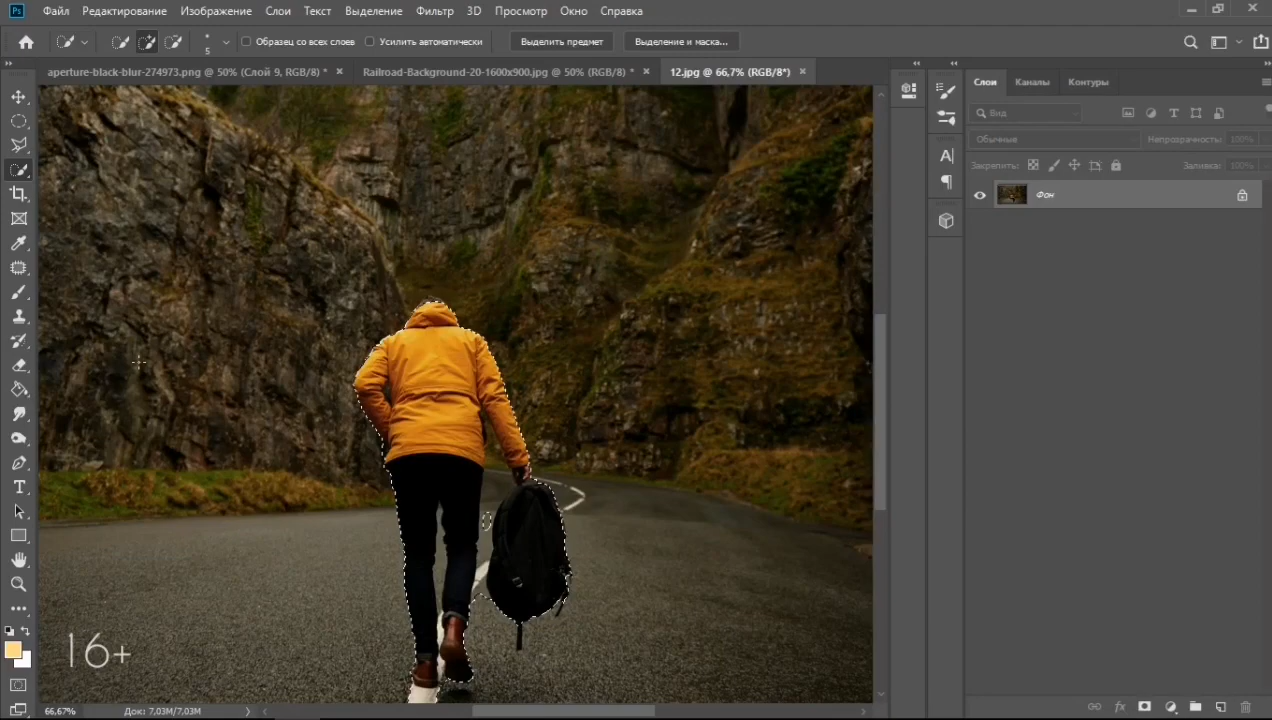 Ps Файл Редактирование Изображение Слои Текст Выделение Фильтр 3D Просмотр Окно Справка
5 Образец со всех слоев Усилить автоматически Выделить предмет Выделение и маска...
aperture-black-blur-274973.png @ 50% (Слой 9, RGB/8) * Railroad-Background-20-1600x900.jpg @ 50% (RGB/8) * 12.jpg @ 66,7% (RGB/8*)
Слои Каналы Контуры
Вид
Обычные Непрозрачность: 100%
Закрепить: Заливка: 100%
Фон
16+
66,67% Док: 7,03M/7,03M